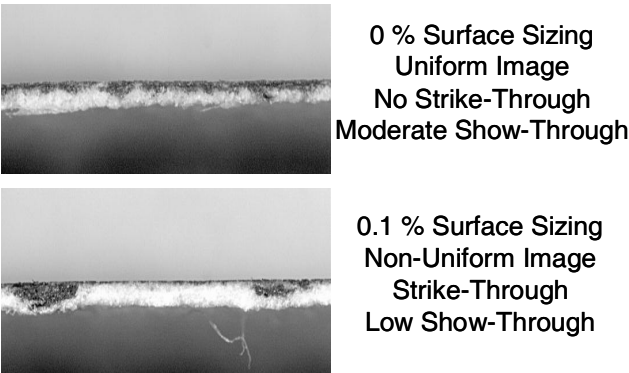 0 % Surface Sizing
Uniform Image
No Strike-Through
Moderate Show-Through
0.1 % Surface Sizing
Non-Uniform Image
Strike-Through
Low Show-Through